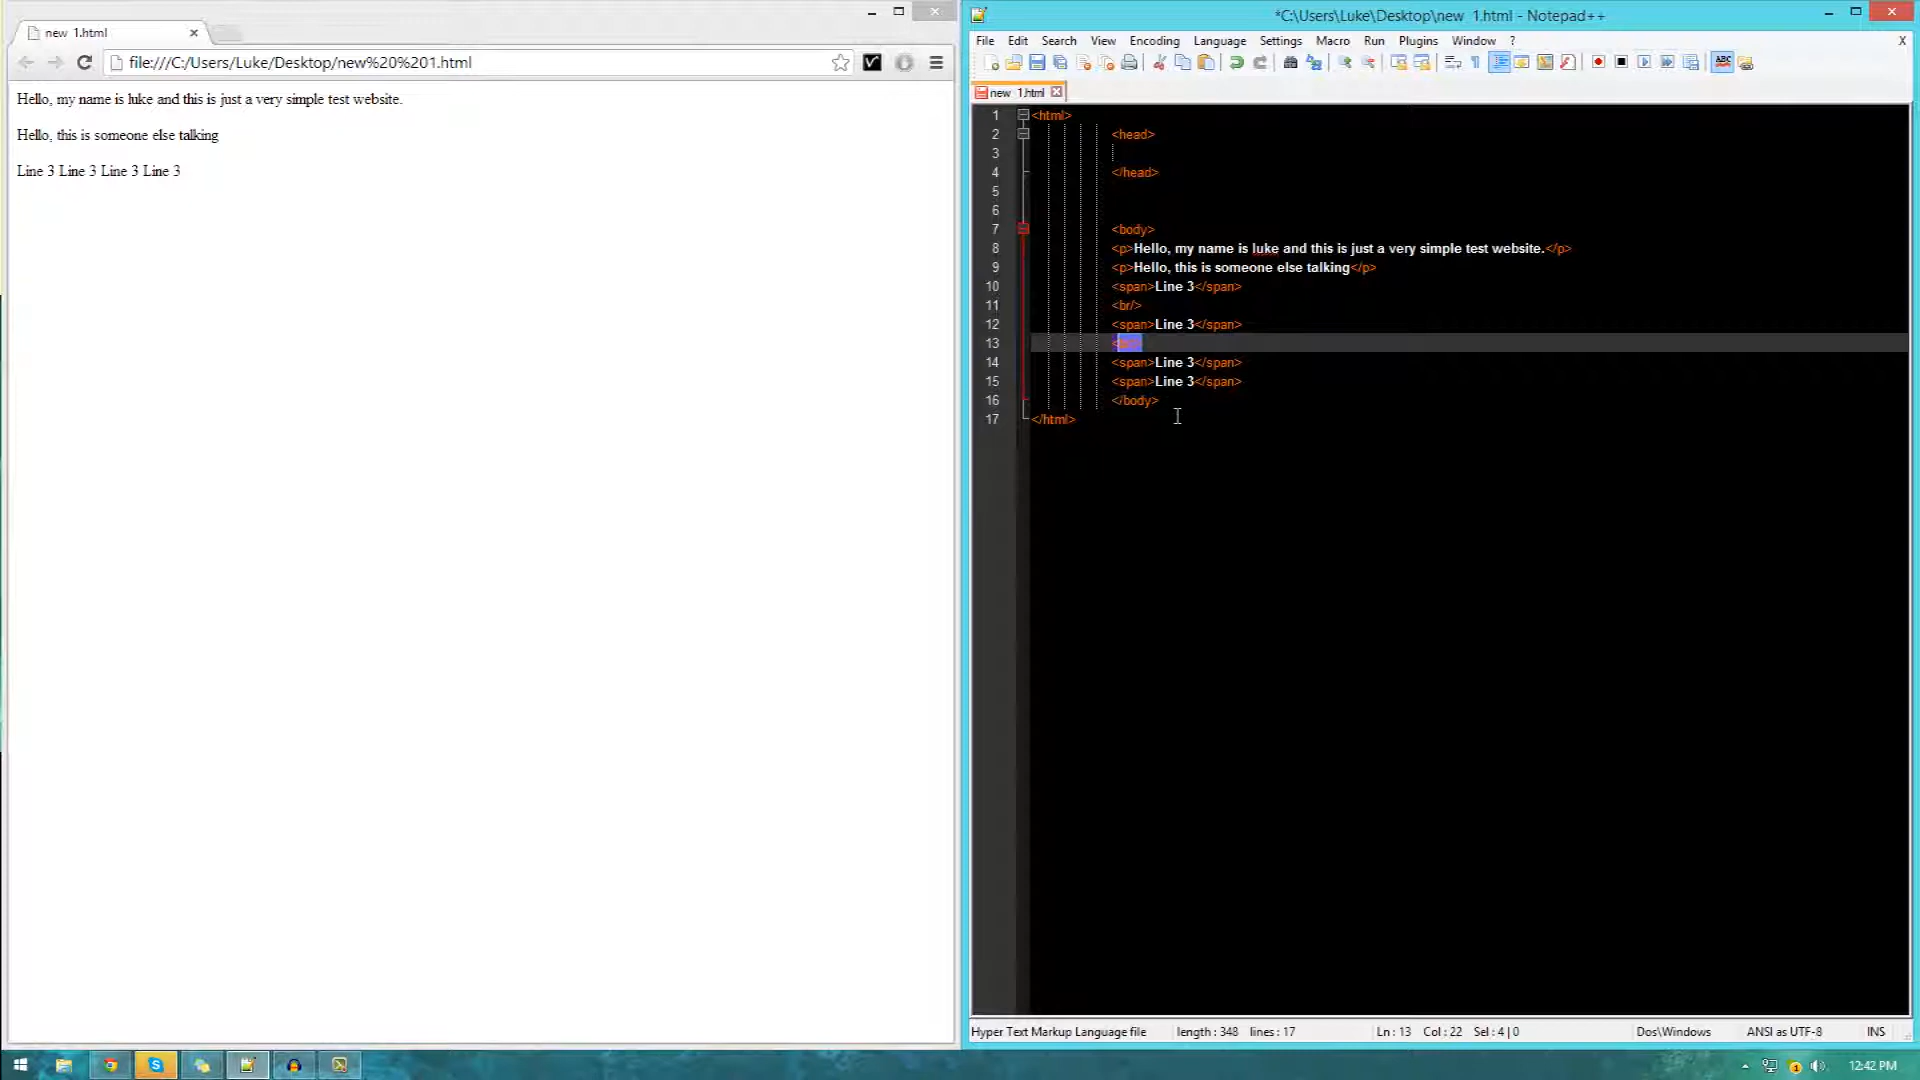 new 1.html
file:///C:/Users/Luke/Desktop/new%20%201.html
Hello, my name is luke and this is just a very simple test website.
Hello, this is someone else talking
Line 3 Line 3 Line 3 Line 3
*C:\Users\Luke\Desktop\new 1.html - Notepad++
File Edit Search View Encoding Language Settings Macro Run Plugins Window ? X
ABC
new 1.html
1 <html>
2 <head>
3
4 </head>
5
6
7 <body>
8 <p>Hello, my name is luke and this is just a very simple test website.</p>
9 <p>Hello, this is someone else talking</p>
10 <span>Line 3</span>
11 <br/>
12 <span>Line 3</span>
13 <br/>
14 <span>Line 3</span>
15 <span>Line 3</span>
16 </body>
17 </html>
Hyper Text Markup Language file length : 348 lines : 17 Ln : 13 Col : 22 Sel : 4 | 0 Dos\Windows ANSI as UTF-8 INS
12:42 PM